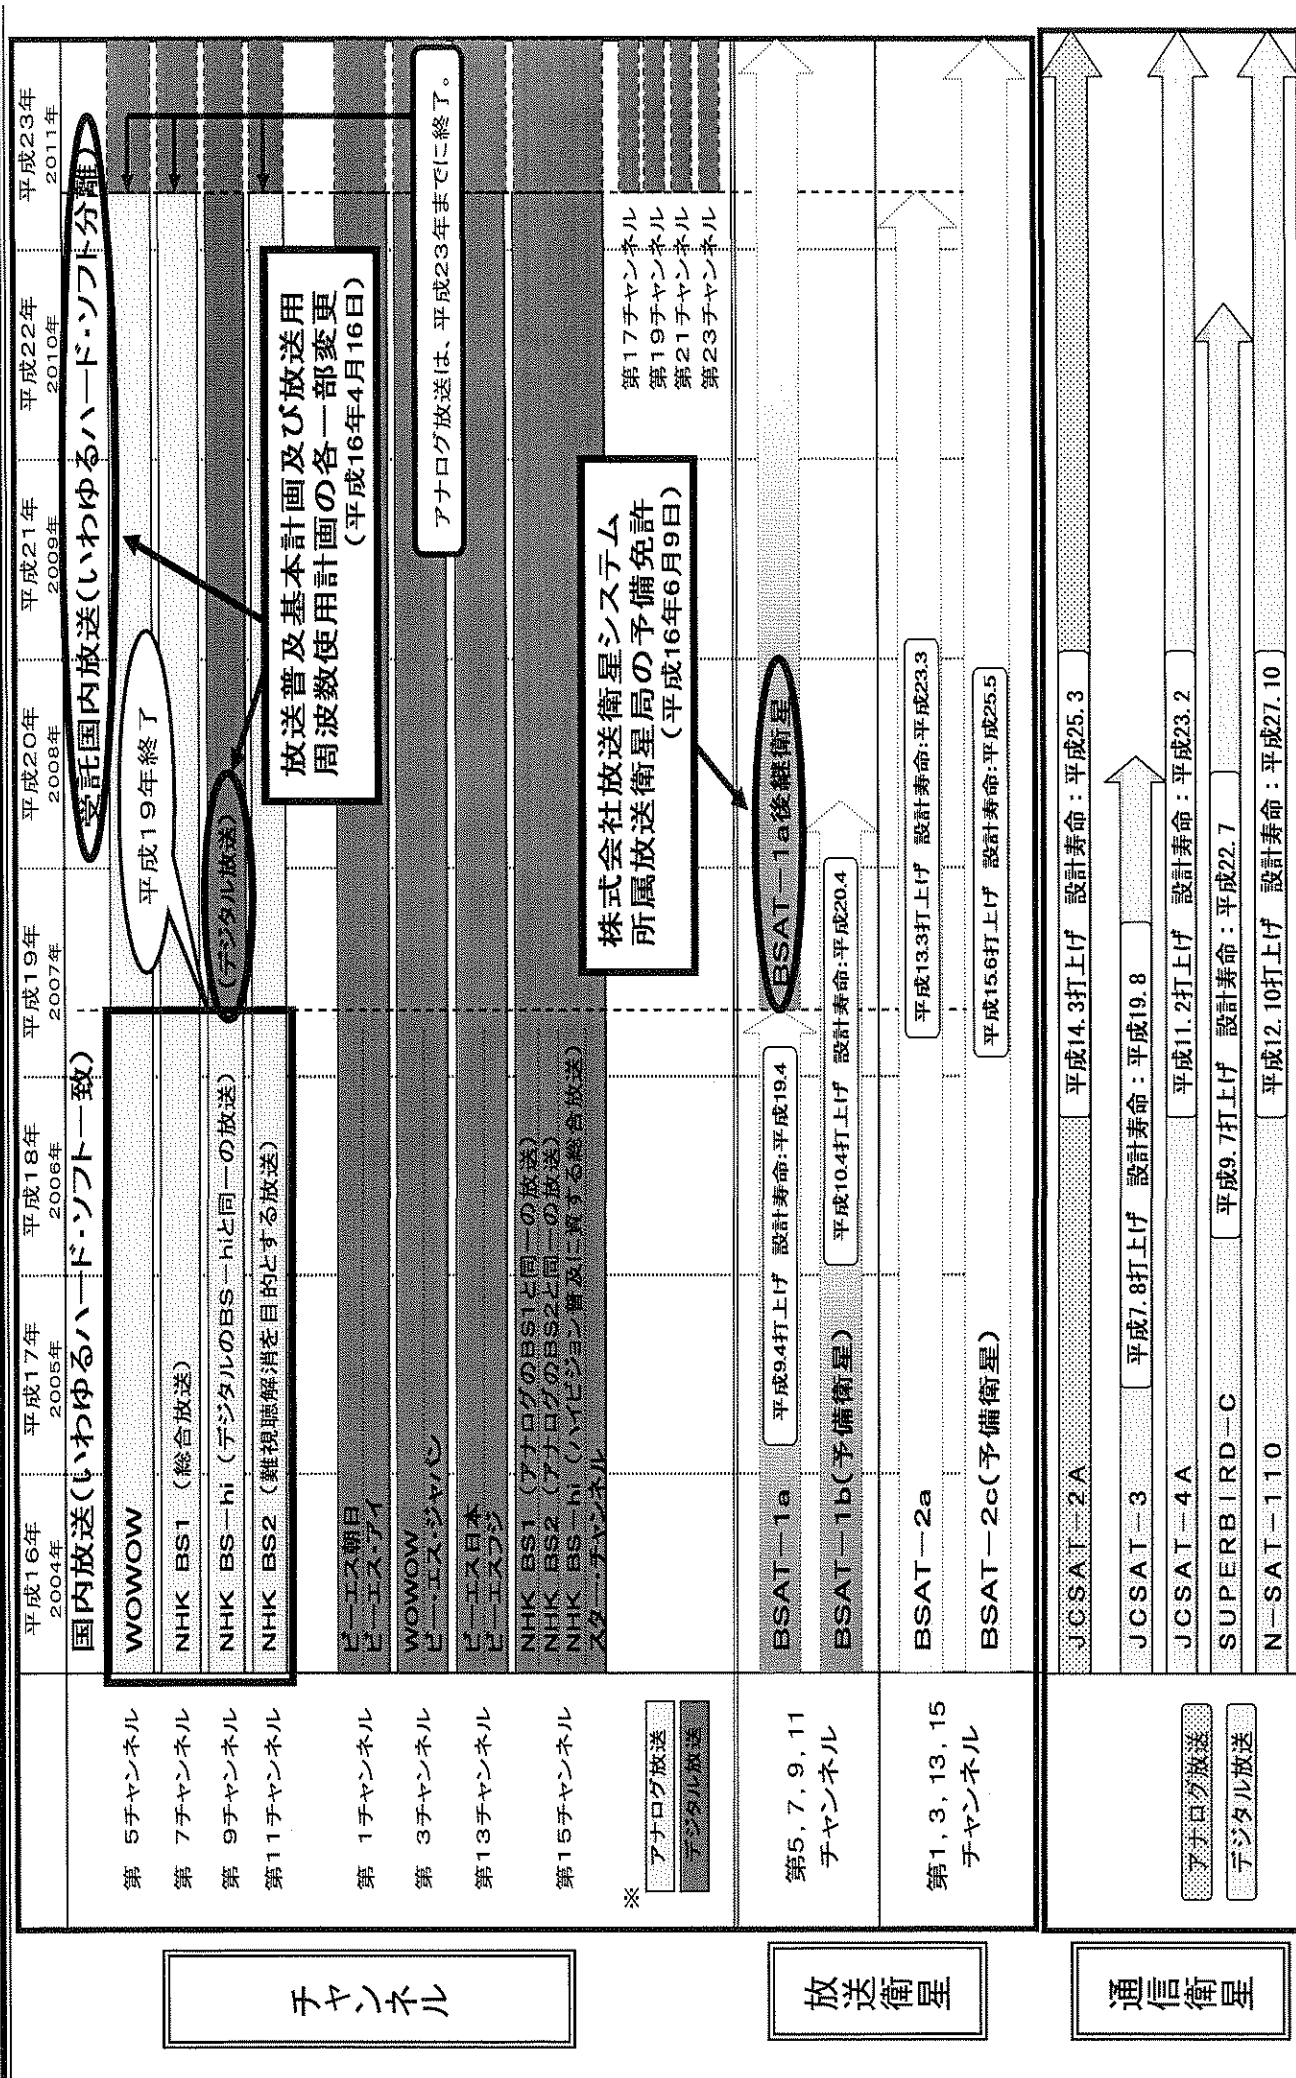 平成16年 平成17年 平成18年 平成19年 平成20年 平成21年 平成22年 平成23年
2004年 2005年 2006年 2007年 2008年 2009年 2010年 2011年
国内放送(いわゆるハード・ソフト一致)
受託国内放送(いわゆるハード・ソフト分離)
チャンネル
第 5チャンネル
WOWOW
平成19年終了
第 7チャンネル
NHK BS1 (総合放送)
第 9チャンネル
NHK BS-hi (デジタルのBS-hiと同一の放送)
(デジタル放送)
第11チャンネル
NHK BS2 (難視聴解消を目的とする放送)
放送普及基本計画及び放送用
周波数使用計画の各一部変更
(平成16年4月16日)
第 1チャンネル
ビーエス朝日
ビーエス・アイ
第 3チャンネル
WOWOW
ビー・エス・ジャパン
アナログ放送は、平成23年までに終了。
第13チャンネル
ビーエス日本
ビーエスフジ
第15チャンネル
NHK BS1 (アナログのBS1と同一の放送)
NHK BS2 (アナログのBS2と同一の放送)
NHK BS-hi (ハイビジョン普及に資する総合放送)
スター・チャンネル
第17チャンネル
第19チャンネル
第21チャンネル
第23チャンネル
※
アナログ放送
デジタル放送
株式会社放送衛星システム
所属放送衛星局の予備免許
(平成16年6月9日)
放送衛星
第5, 7, 9, 11
チャンネル
BSAT-1a
平成9.4打上げ 設計寿命:平成19.4
BSAT-1a後継衛星
BSAT-1b(予備衛星)
平成10.4打上げ 設計寿命:平成20.4
第1, 3, 13, 15
チャンネル
BSAT-2a
平成13.3打上げ 設計寿命:平成23.3
BSAT-2c(予備衛星)
平成15.6打上げ 設計寿命:平成25.5
通信衛星
アナログ放送
デジタル放送
JCSAT-2A
平成14.3打上げ 設計寿命:平成25.3
JCSAT-3
平成7.8打上げ 設計寿命:平成19.8
JCSAT-4A
平成11.2打上げ 設計寿命:平成23.2
SUPERBIRD-C
平成9.7打上げ 設計寿命:平成22.7
N-SAT-110
平成12.10打上げ 設計寿命:平成27.10